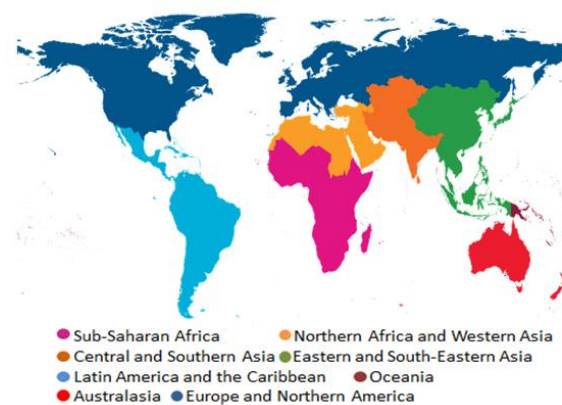 Sub-Saharan Africa Northern Africa and Western Asia
Central and Southern Asia Eastern and South-Eastern Asia
Latin America and the Caribbean Oceania
Australasia Europe and Northern America